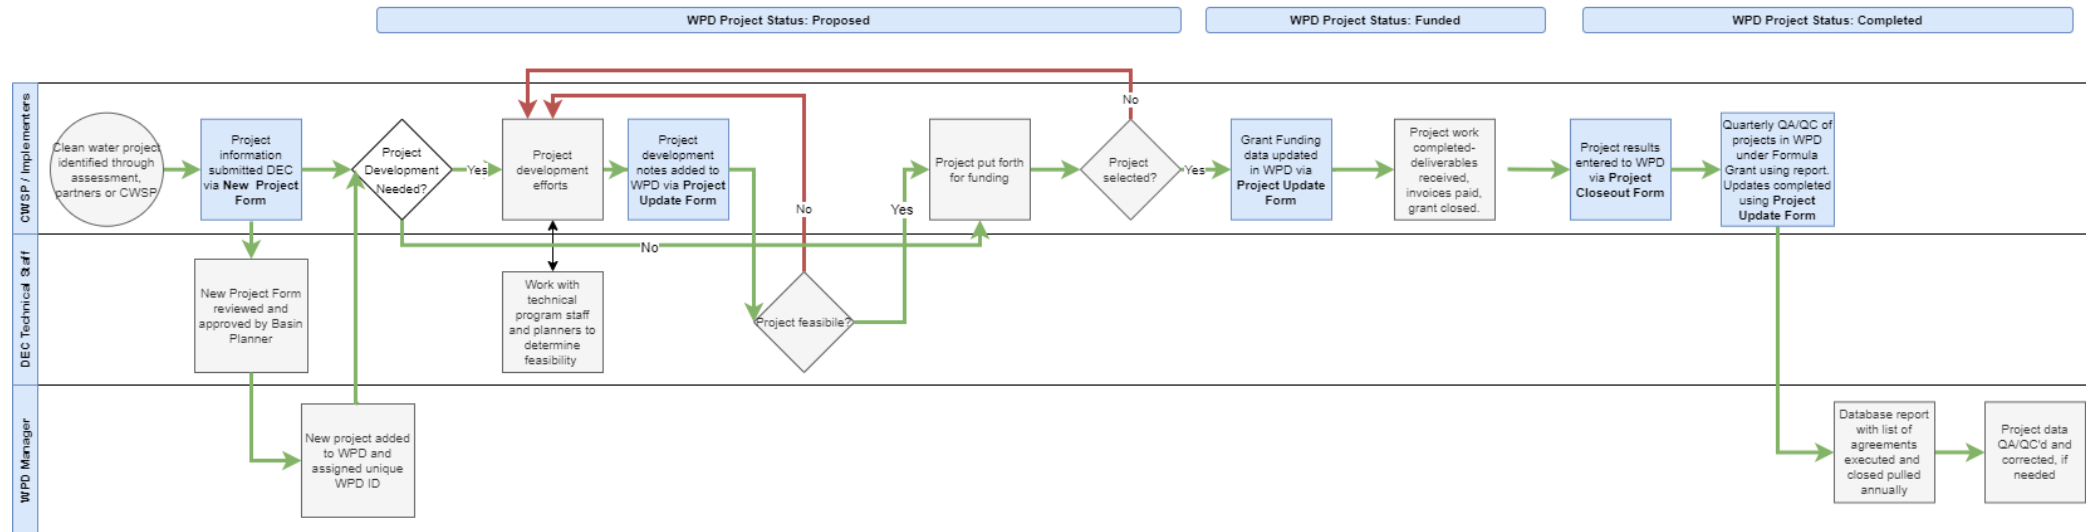 WPD Project Status: Proposed
WPD Project Status: Funded
WPD Project Status: Completed
CWSP / Implementers
Clean water project
identified through
assessment,
partners or CWSP
Project
information
submitted DEC
via New Project
Form
Project
Development
Needed?
Yes
Project
development
efforts
Project
development
notes added to
WPD via Project
Update Form
No
Yes
Project put forth
for funding
No
Project
selected?
Yes
Grant Funding
data updated
in WPD via
Project Update
Form
Project work
completed-
deliverables
received,
invoices paid,
grant closed.
Project results
entered to WPD
via Project
Closeout Form
Quarterly QA/QC of
projects in WPD
under Formula
Grant using report.
Updates completed
using Project
Update Form
No
DEC Technical Staff
New Project Form
reviewed and
approved by Basin
Planner
Work with
technical
program staff
and planners to
determine
feasibility
Project feasibile?
WPD Manager
New project added
to WPD and
assigned unique
WPD ID
Database report
with list of
agreements
executed and
closed pulled
annually
Project data
QA/QC'd and
corrected, if
needed